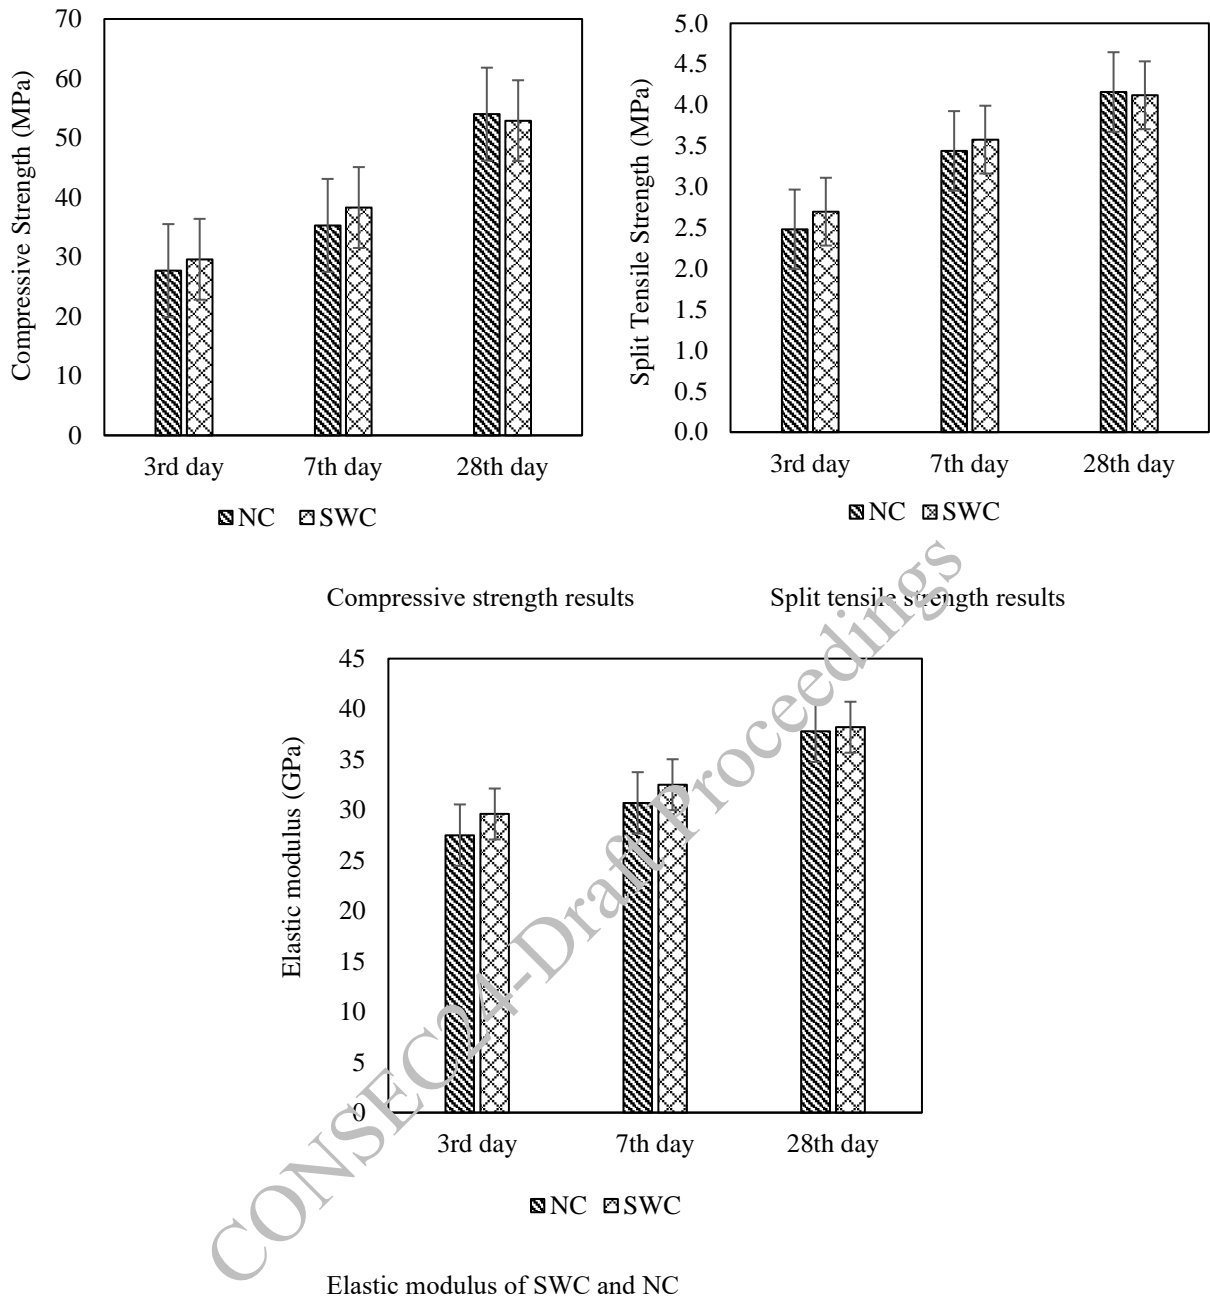 Compressive Strength (MPa)
70
60
50
40
30
20
10
0
3rd day 7th day 28th day
NC SWC
Split Tensile Strength (MPa)
5.0
4.5
4.0
3.5
3.0
2.5
2.0
1.5
1.0
0.5
0.0
3rd day 7th day 28th day
NC SWC
Compressive strength results
Split tensile strength results
Elastic modulus (GPa)
45
40
35
30
25
20
15
10
5
0
3rd day 7th day 28th day
NC SWC
Elastic modulus of SWC and NC
CONSEC24-Draft Proceedings